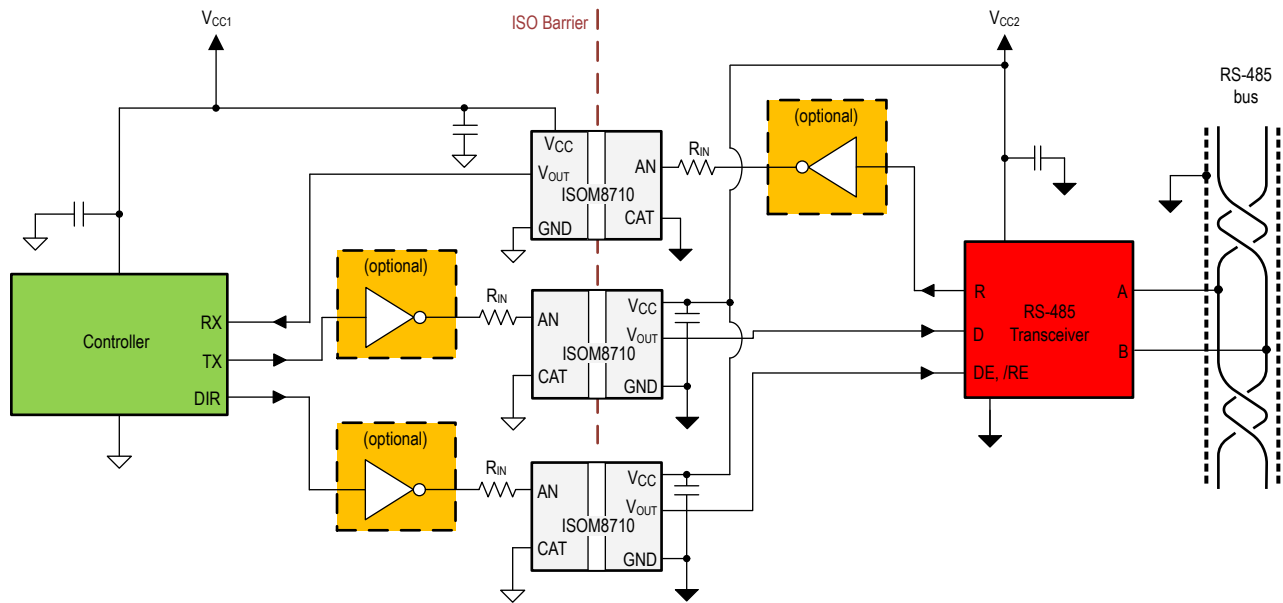 VCC1
ISO Barrier
VCC2
RS-485
bus
(optional)
VCC
VOUT
ISOM8710
GND
AN
CAT
RIN
(optional)
RIN
AN
ISOM8710
CAT
VCC
VOUT
GND
Controller
RX
TX
DIR
R
D
DE, /RE
RS-485
Transceiver
A
B
(optional)
RIN
AN
ISOM8710
CAT
VCC
VOUT
GND